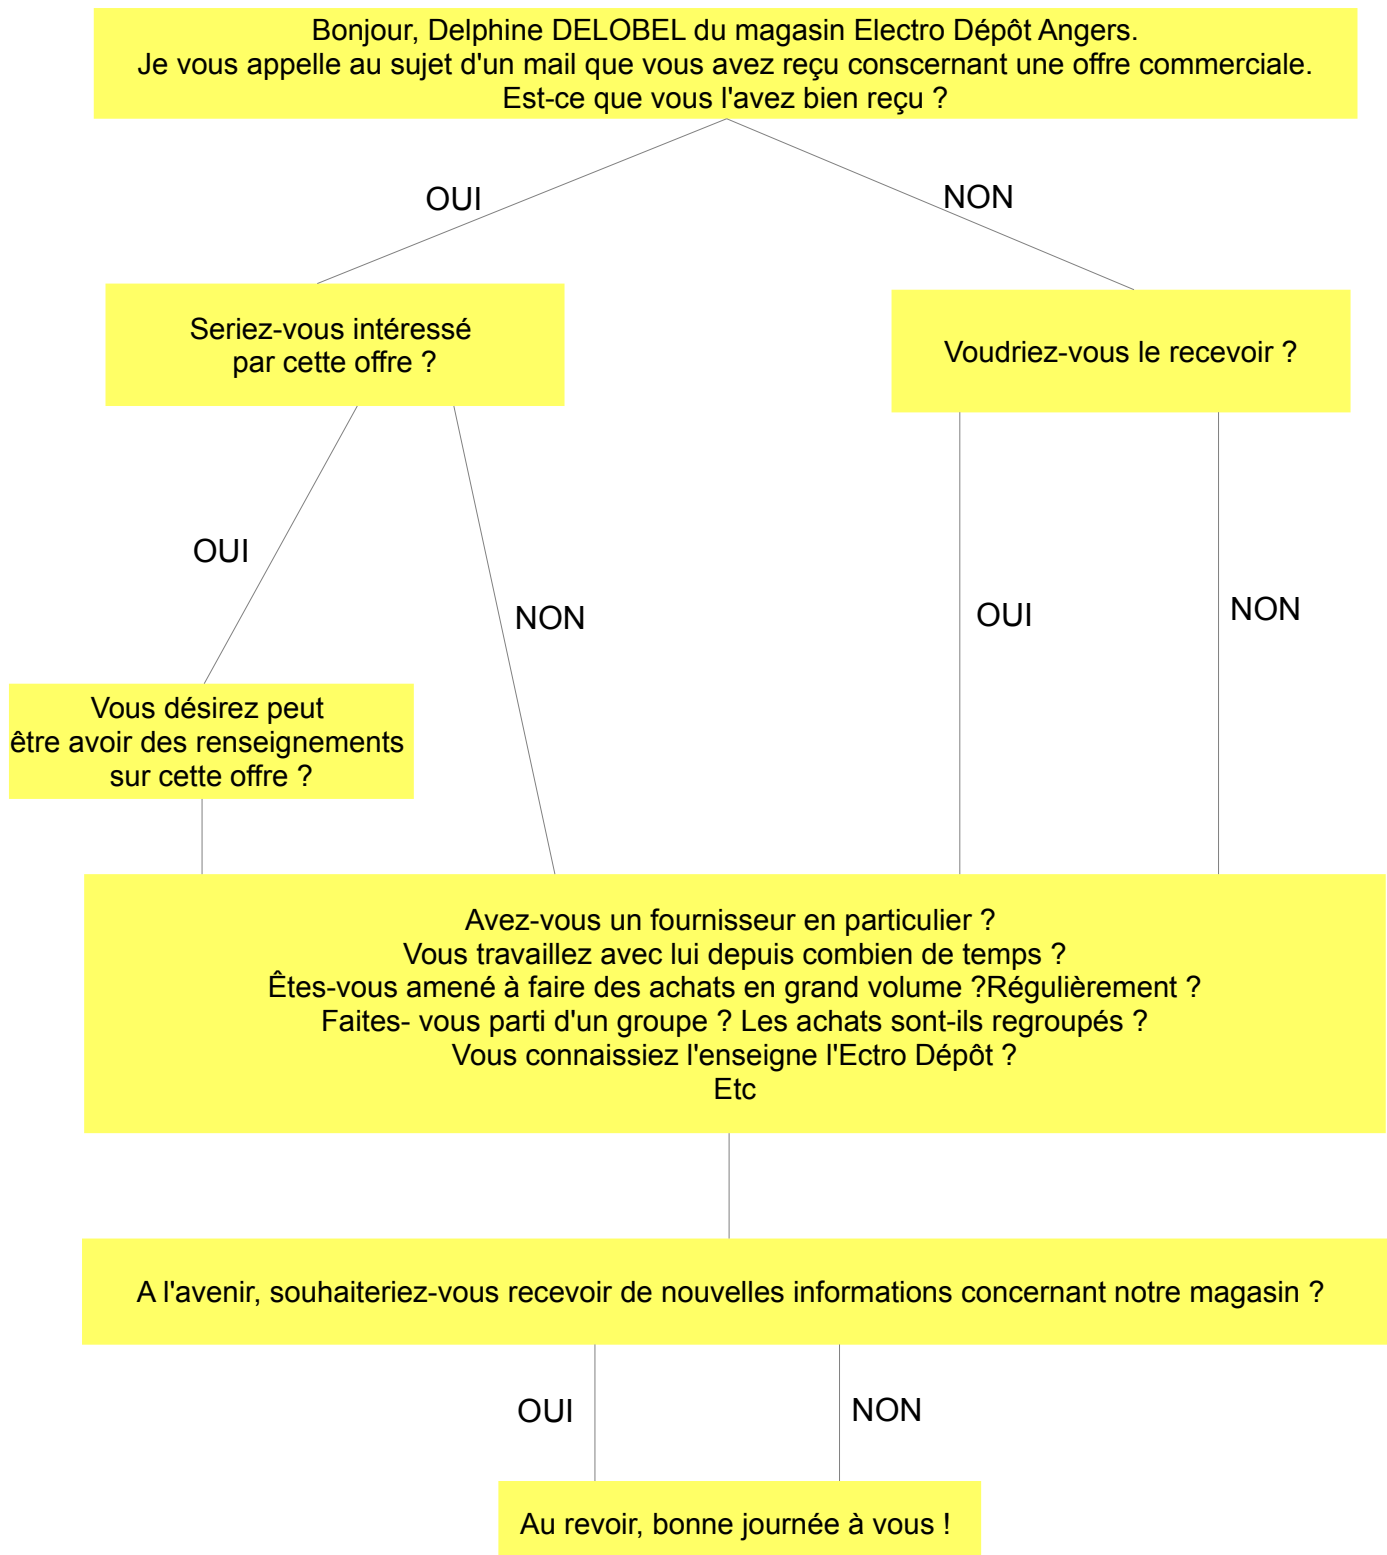 Bonjour, Delphine DELOBEL du magasin Electro Dépôt Angers.
Je vous appelle au sujet d'un mail que vous avez reçu conscernant une offre commerciale.
Est-ce que vous l'avez bien reçu ?
OUI
NON
Seriez-vous intéressé
par cette offre ?
Voudriez-vous le recevoir ?
OUI
NON
OUI
NON
Vous désirez peut
être avoir des renseignements
sur cette offre ?
Avez-vous un fournisseur en particulier ?
Vous travaillez avec lui depuis combien de temps ?
Êtes-vous amené à faire des achats en grand volume ?Régulièrement ?
Faites- vous parti d'un groupe ? Les achats sont-ils regroupés ?
Vous connaissiez l'enseigne l'Ectro Dépôt ?
Etc
A l'avenir, souhaiteriez-vous recevoir de nouvelles informations concernant notre magasin ?
OUI
NON
Au revoir, bonne journée à vous !